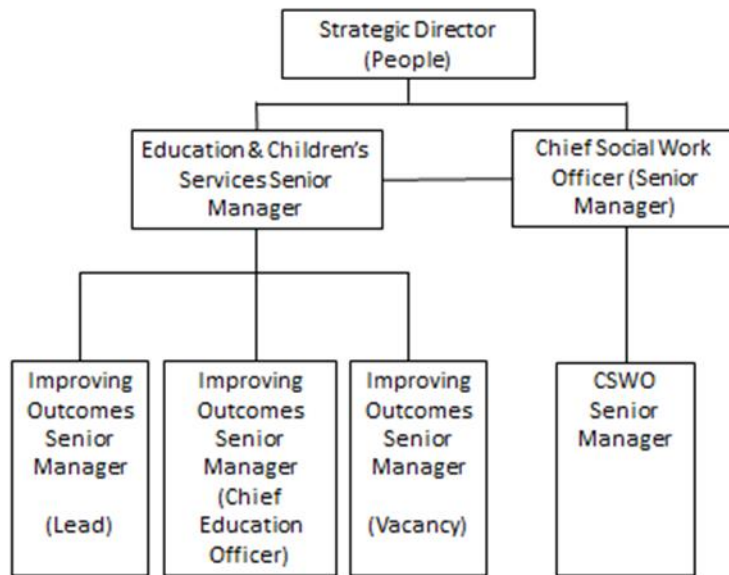 Strategic Director
(People)
Education & Children's
Services Senior
Manager
Chief Social Work
Officer (Senior
Manager)
Improving
Outcomes
Senior
Manager
(Lead)
Improving
Outcomes
Senior
Manager
(Chief
Education
Officer)
Improving
Outcomes
Senior
Manager
(Vacancy)
CSWO
Senior
Manager